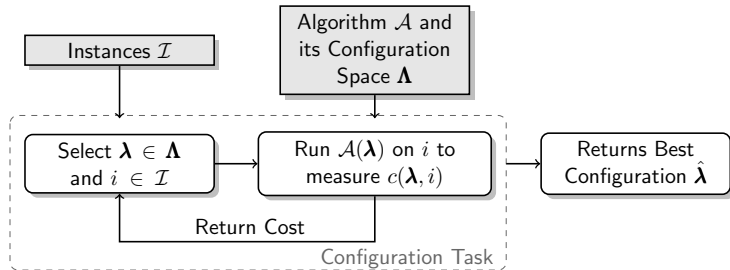 Instances 𝓘
Algorithm 𝓐 and
its Configuration
Space 𝚲
Select 𝝀 ∈ 𝚲
and i ∈ 𝓘
Run 𝓐(𝝀) on i to
measure c(𝝀, i)
Returns Best
Configuration 𝝀̂
Return Cost
Configuration Task